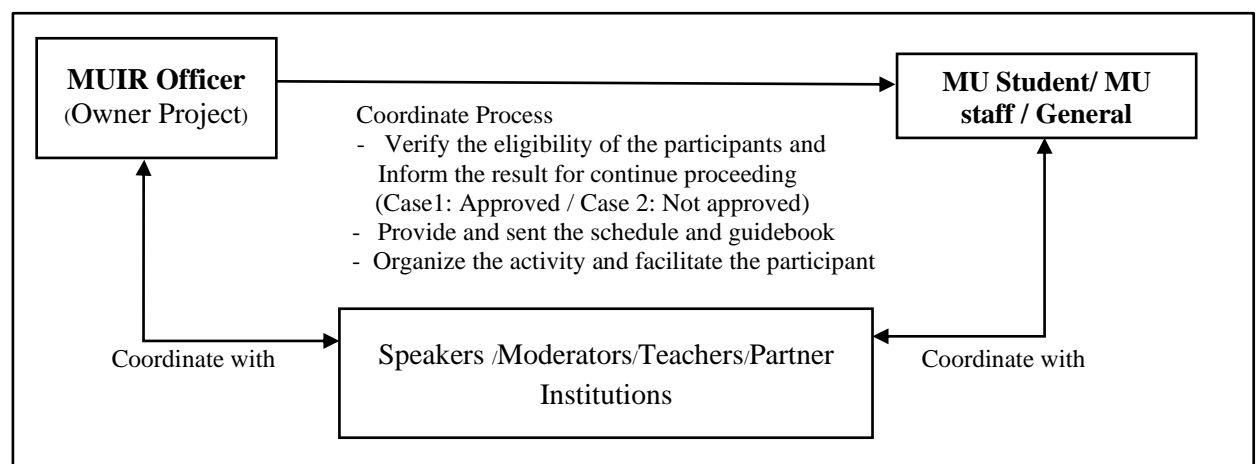 MUIR Officer
(Owner Project)
MU Student/ MU
staff / General
Coordinate Process
- Verify the eligibility of the participants and
Inform the result for continue proceeding
(Case1: Approved / Case 2: Not approved)
- Provide and sent the schedule and guidebook
- Organize the activity and facilitate the participant
Coordinate with
Speakers /Moderators/Teachers/Partner
Institutions
Coordinate with